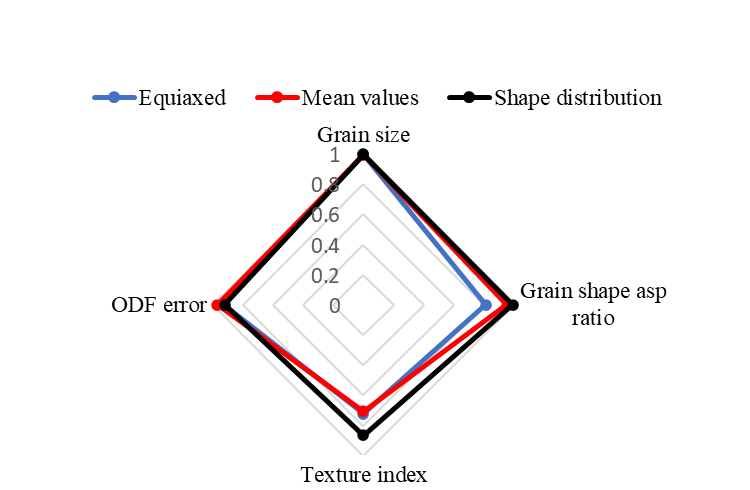 Equiaxed Mean values Shape distribution
Grain size
1
0.8
0.6
0.4
0.2
0
ODF error
Grain shape asp
ratio
Texture index